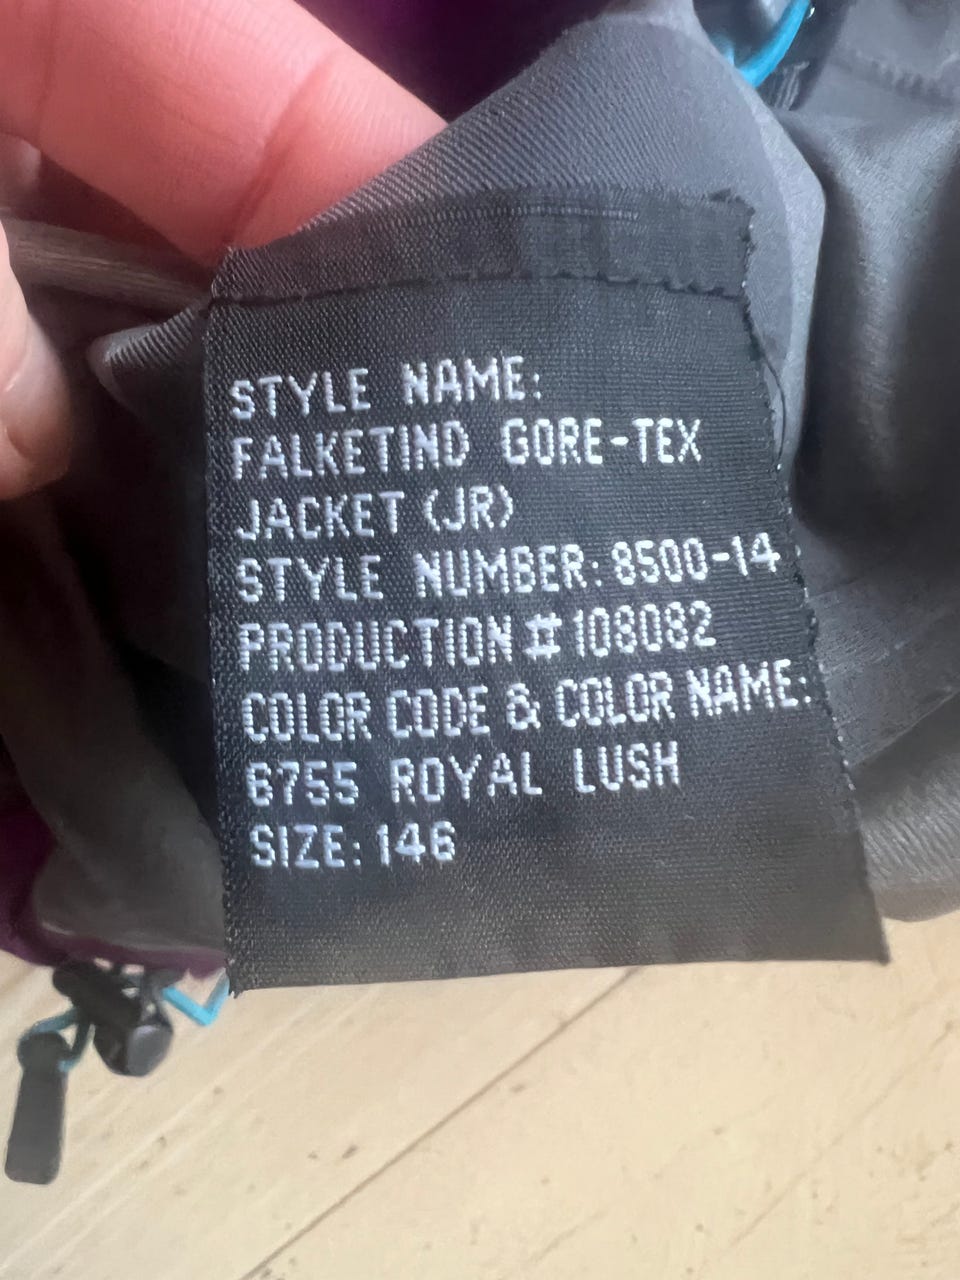 STYLE NAME:
FALKETIND GORE-TEX
JACKET (JR)
STYLE NUMBER: 8500-14
PRODUCTION #108082
COLOR CODE & COLOR NAME:
6755 ROYAL LUSH
SIZE: 146